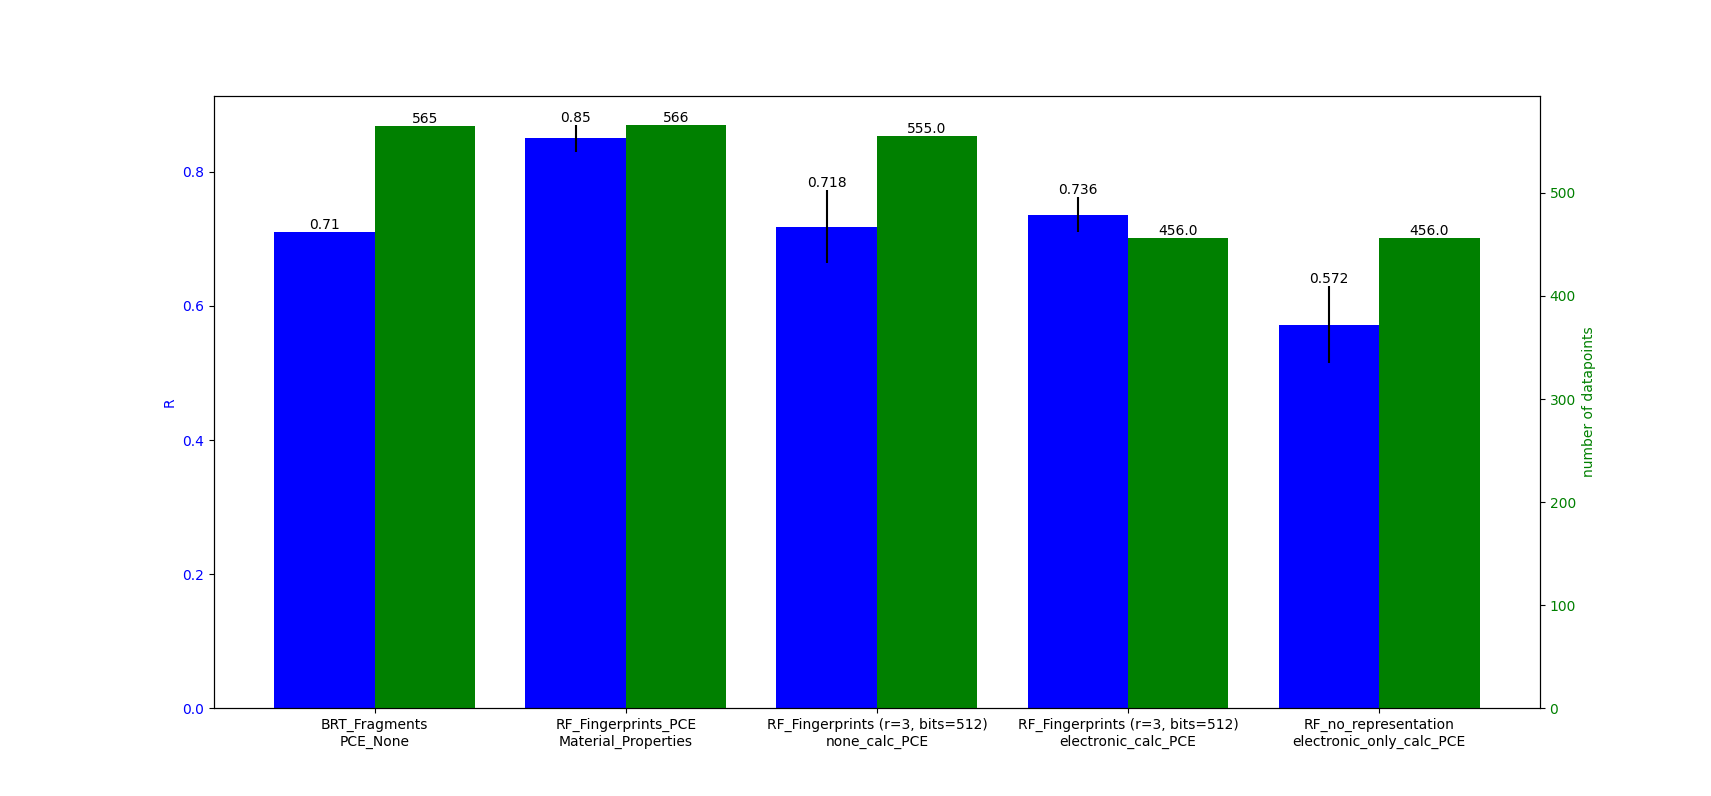 565
0.85
566
555.0
0.718
0.736
0.71
456.0
456.0
0.572
0.8
0.6
0.4
0.2
0.0
R
500
400
300
200
100
0
number of datapoints
BRT_Fragments
PCE_None
RF_Fingerprints_PCE
Material_Properties
RF_Fingerprints (r=3, bits=512)
none_calc_PCE
RF_Fingerprints (r=3, bits=512)
electronic_calc_PCE
RF_no_representation
electronic_only_calc_PCE